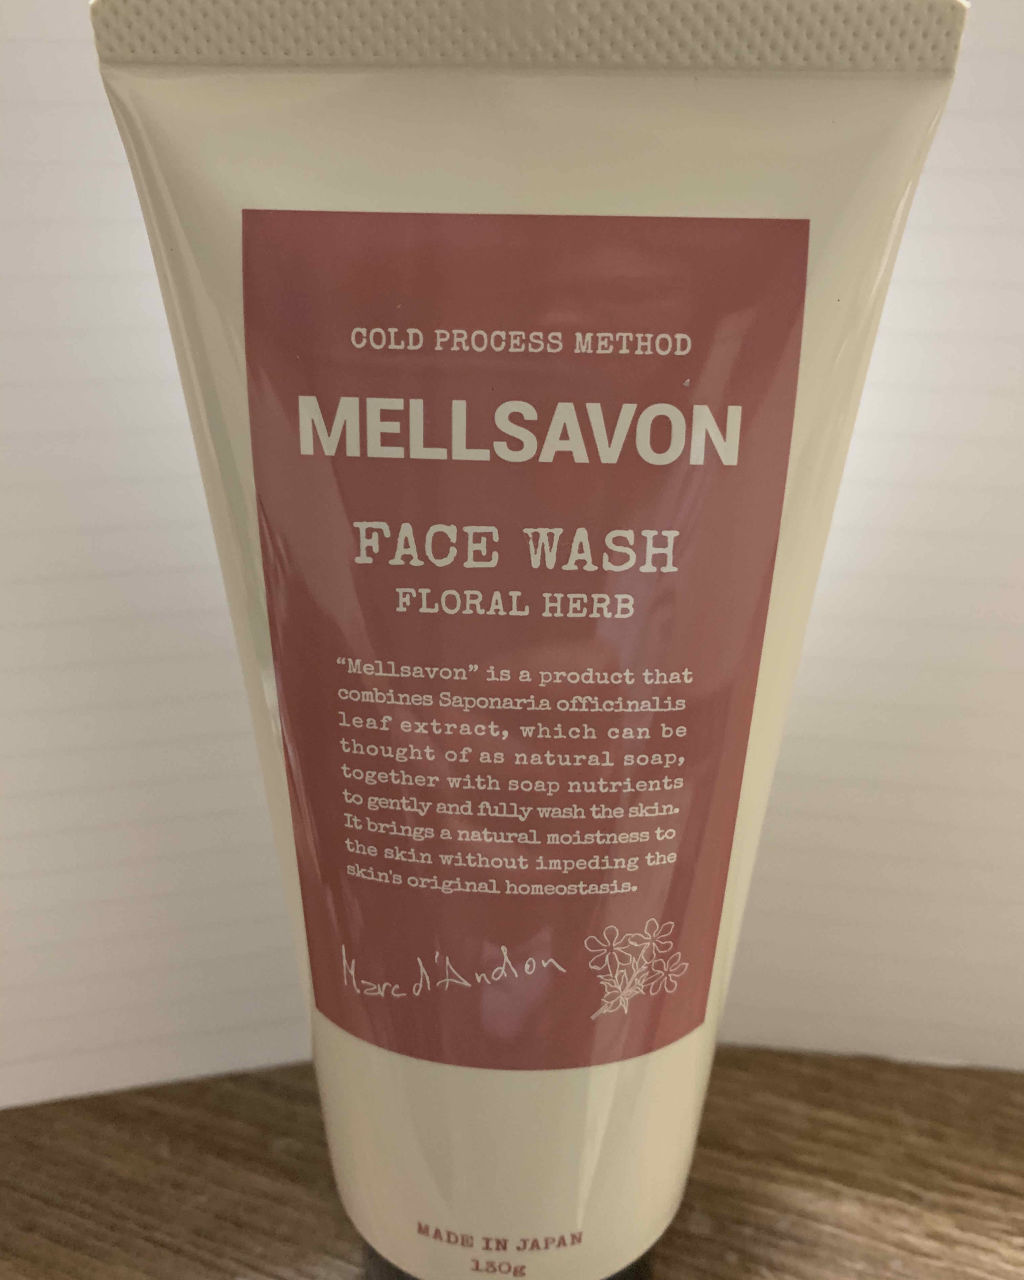 COLD PROCESS METHOD
MELLSAVON
FACE WASH
FLORAL HERB
“Mellsavon” is a product that
combines Saponaria officinalis
leaf extract, which can be
thought of as natural soap,
together with soap nutrients
to gently and fully wash the skin.
It brings a natural moistness to
the skin without impeding the
skin's original homeostasis.
Marc d'Andion
MADE IN JAPAN
130g